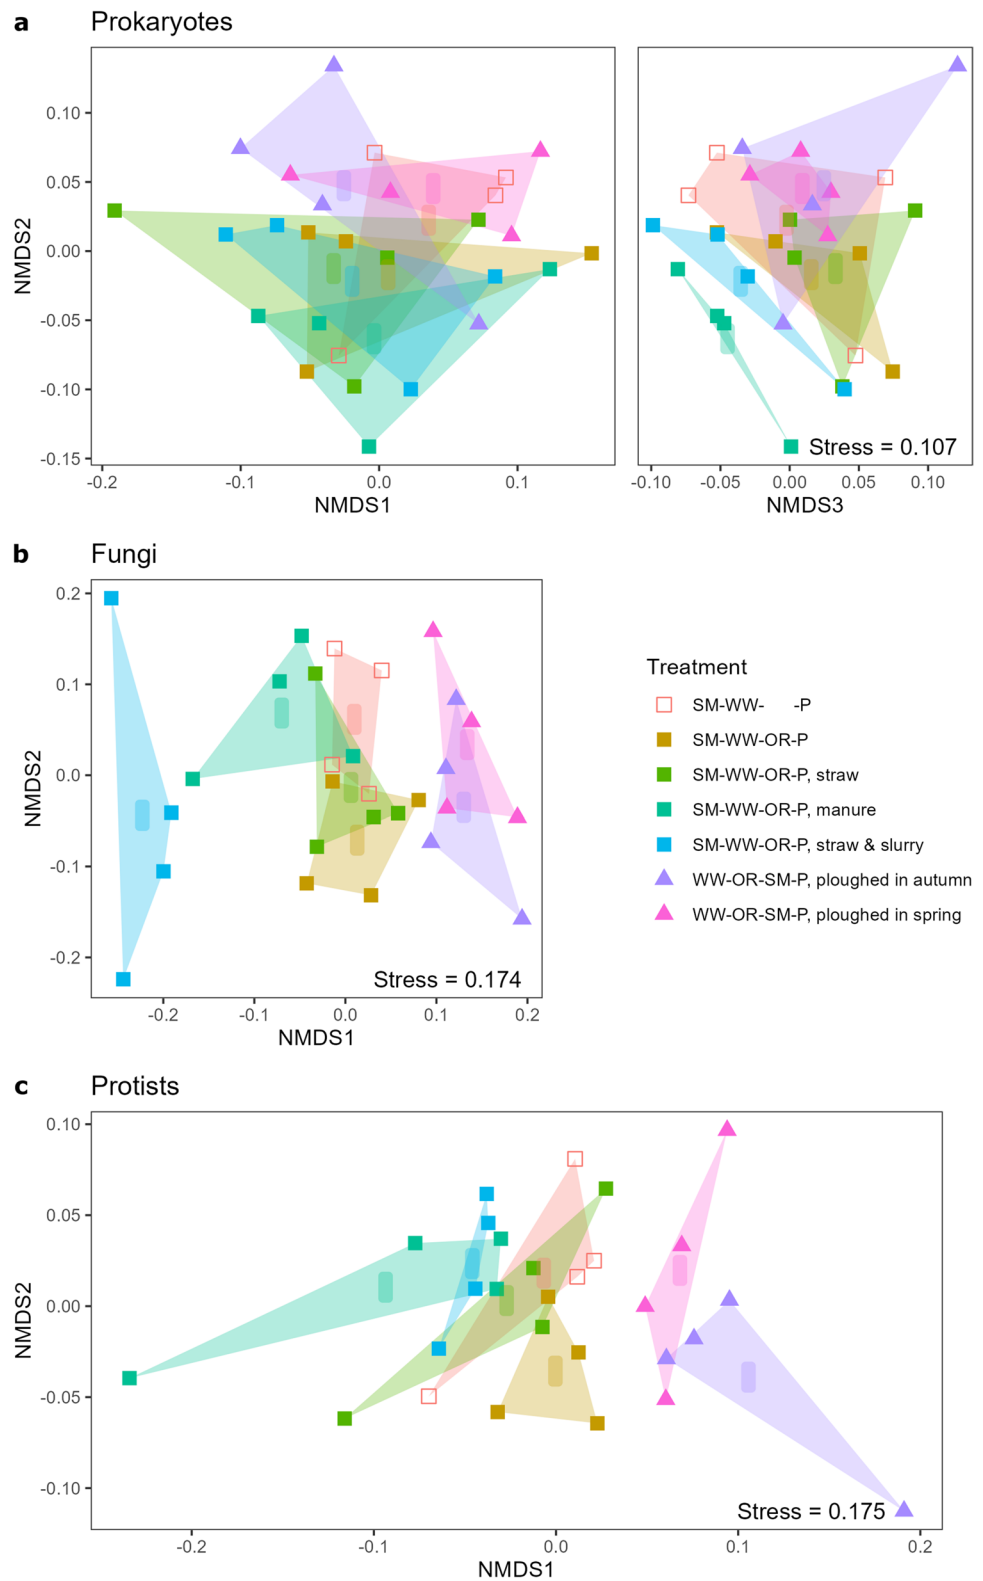 a Prokaryotes
0.10
0.05
0.00
-0.05
-0.10
-0.15
NMDS2
-0.2 -0.1 0.0 0.1
NMDS1
Stress = 0.107
-0.10 -0.05 0.00 0.05 0.10
NMDS3
b Fungi
0.2
0.1
0.0
-0.1
-0.2
NMDS2
Stress = 0.174
-0.2 -0.1 0.0 0.1 0.2
NMDS1
Treatment
SM-WW- -P
SM-WW-OR-P
SM-WW-OR-P, straw
SM-WW-OR-P, manure
SM-WW-OR-P, straw & slurry
WW-OR-SM-P, ploughed in autumn
WW-OR-SM-P, ploughed in spring
c Protists
0.10
0.05
0.00
-0.05
-0.10
NMDS2
Stress = 0.175
-0.2 -0.1 0.0 0.1 0.2
NMDS1